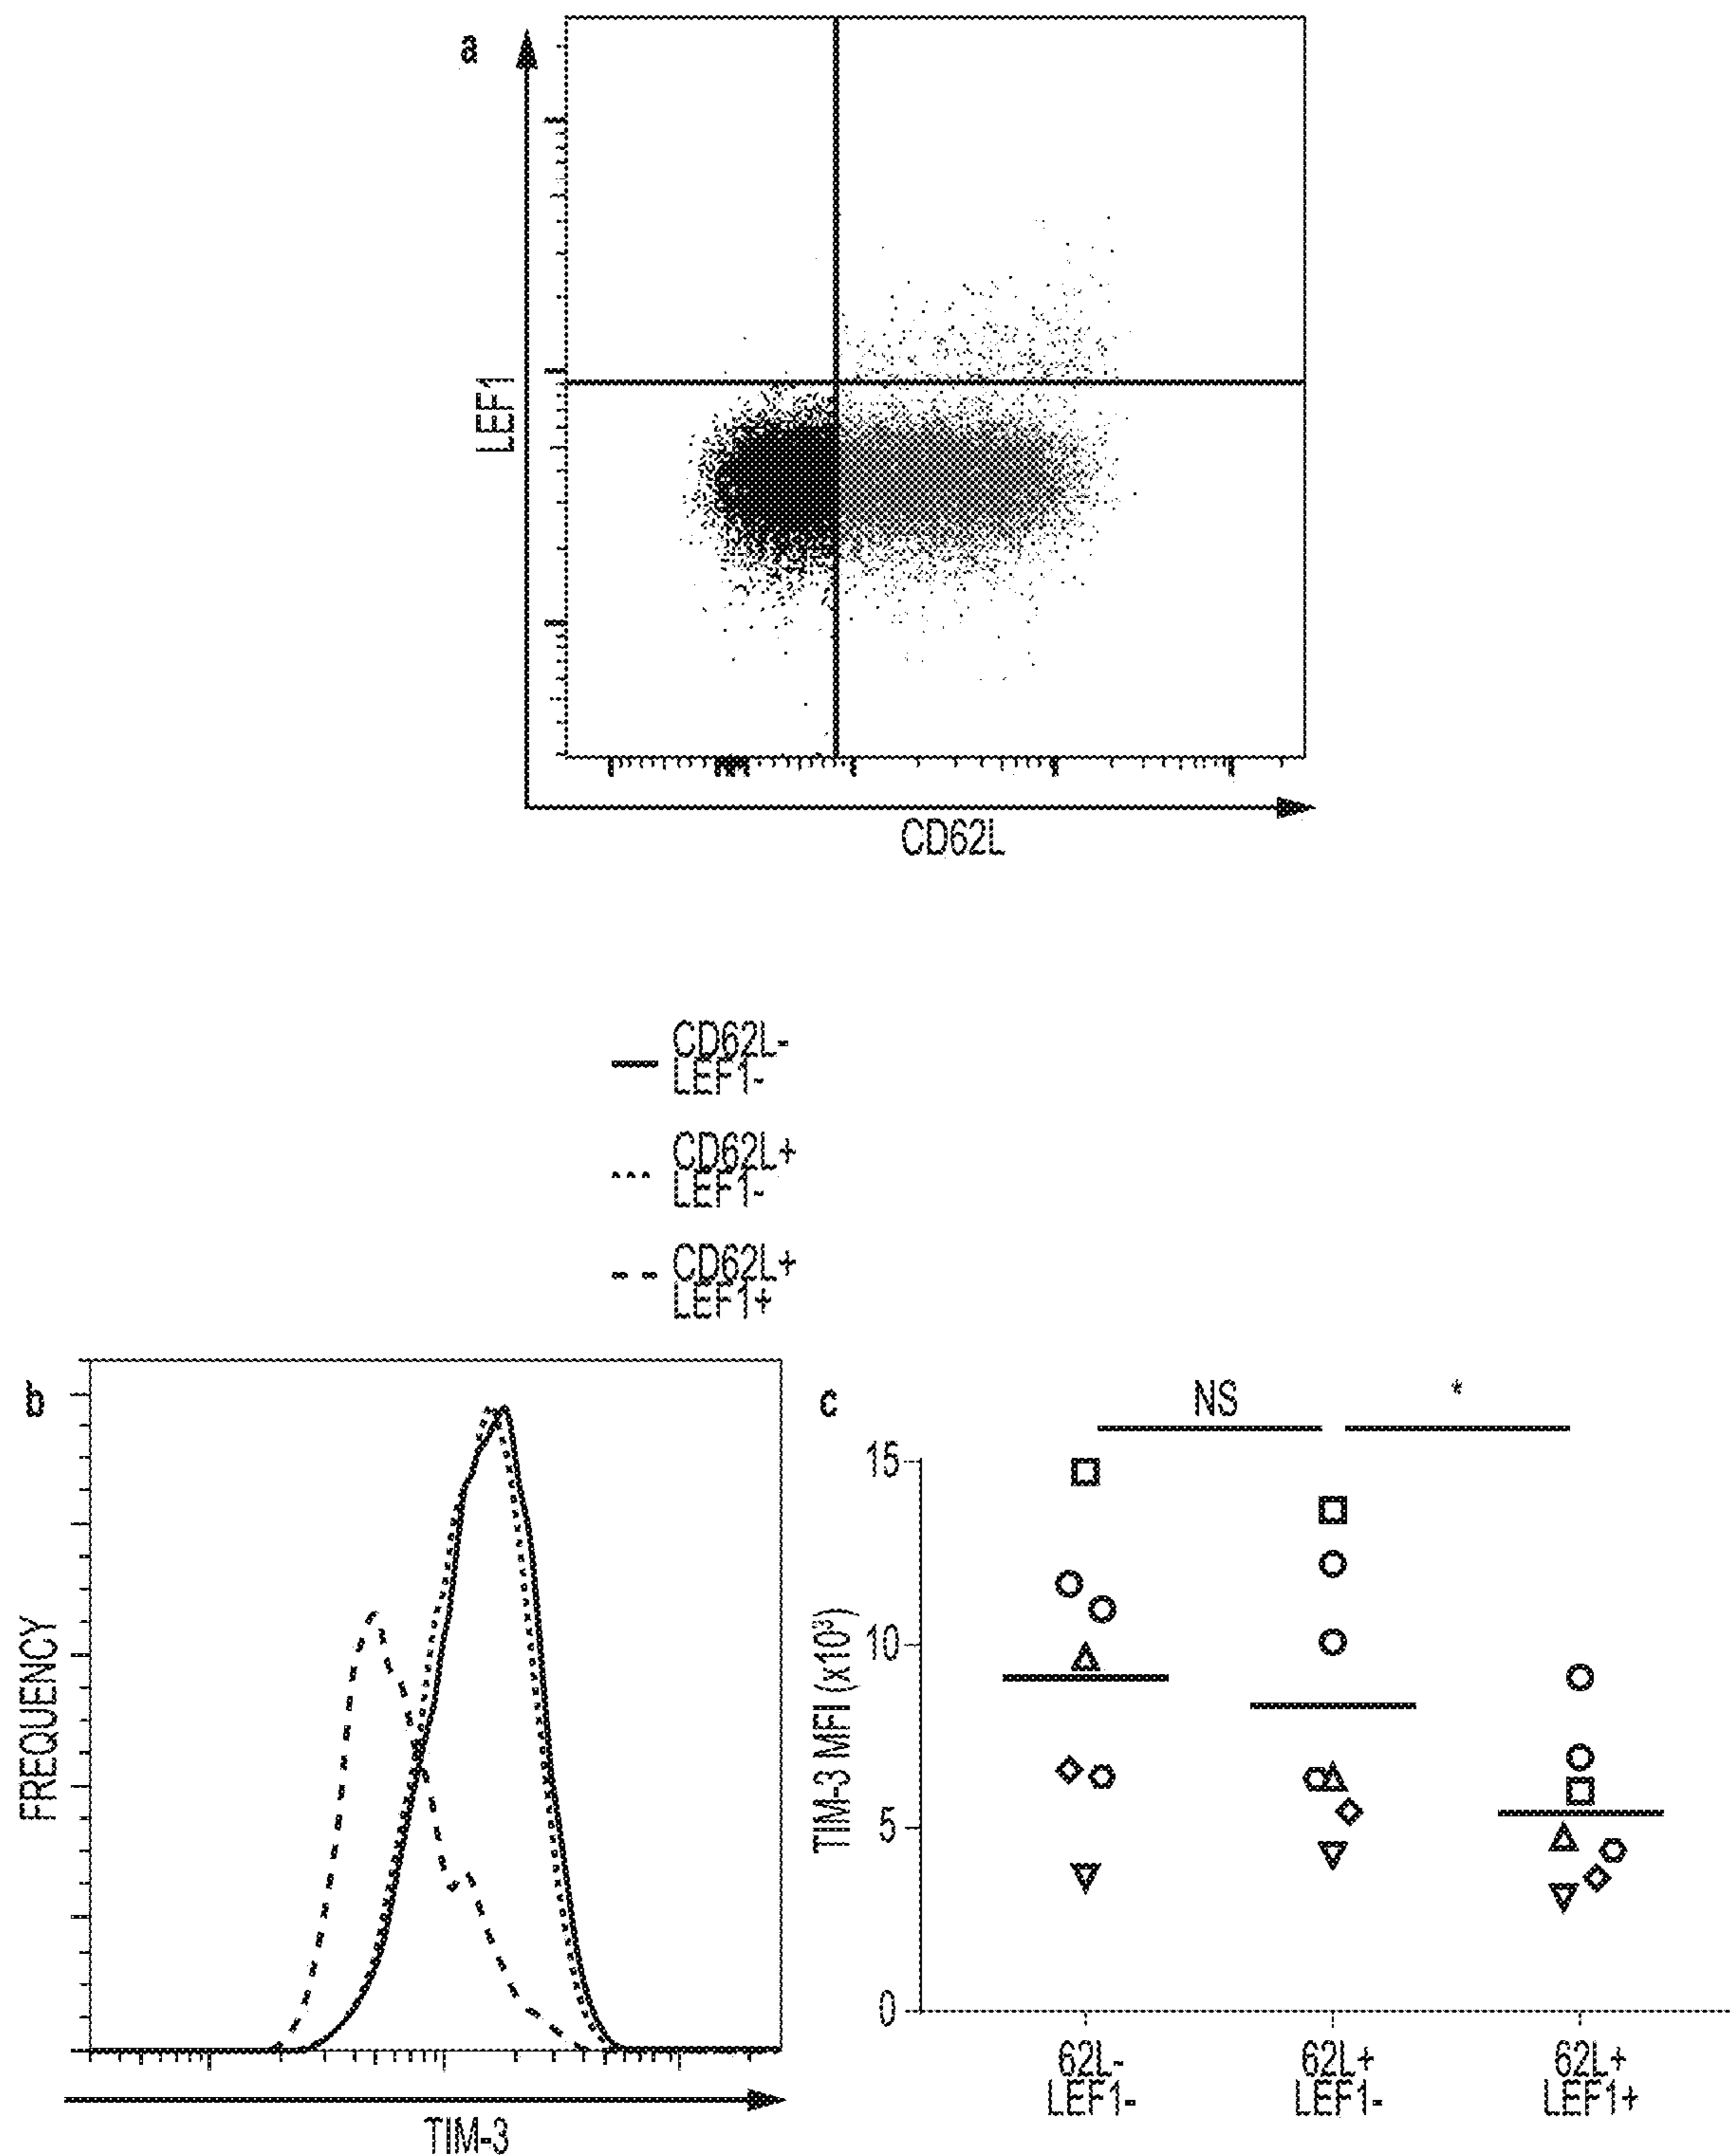 a
LEF1
CD62L
CD62L-
LEF1-
CD62L+
LEF1-
CD62L+
LEF1+
b
FREQUENCY
TIM-3
c
NS
*
TIM-3 MFI (x10³)
15
10
5
0
62L-
LEF1-
62L+
LEF1-
62L+
LEF1+